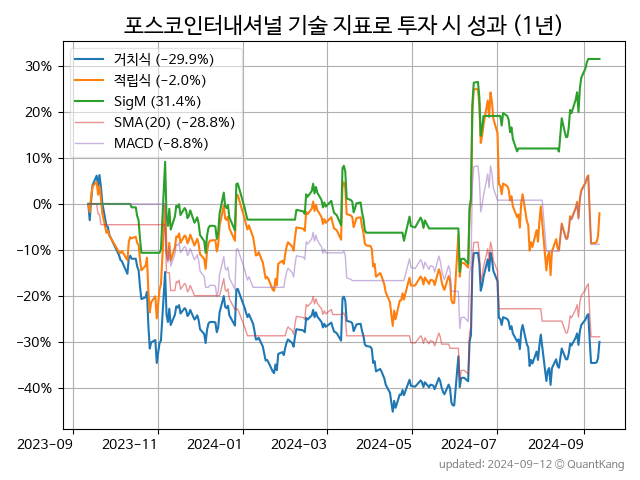 포스코인터내셔널 기술 지표로 투자 시 성과 (1년)
거치식 (−29.9%)
적립식 (−2.0%)
SigM (31.4%)
SMA(20) (−28.8%)
MACD (−8.8%)
30%
20%
10%
0%
−10%
−20%
−30%
−40%
2023-09 2023-11 2024-01 2024-03 2024-05 2024-07 2024-09
updated: 2024-09-12 © QuantKang